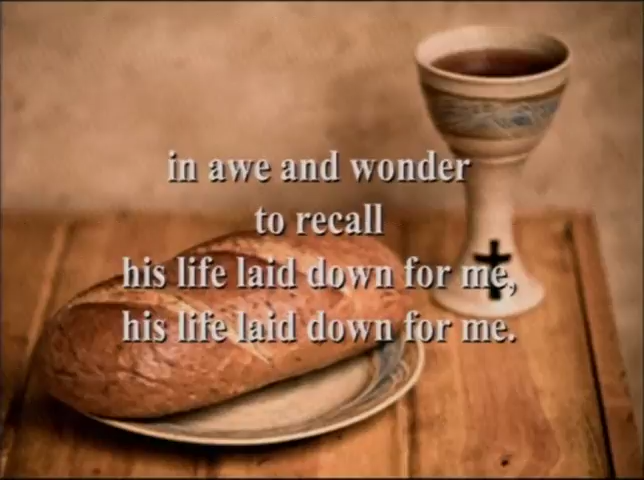 in awe and wonder
to recall
his life laid down for me,
his life laid down for me.